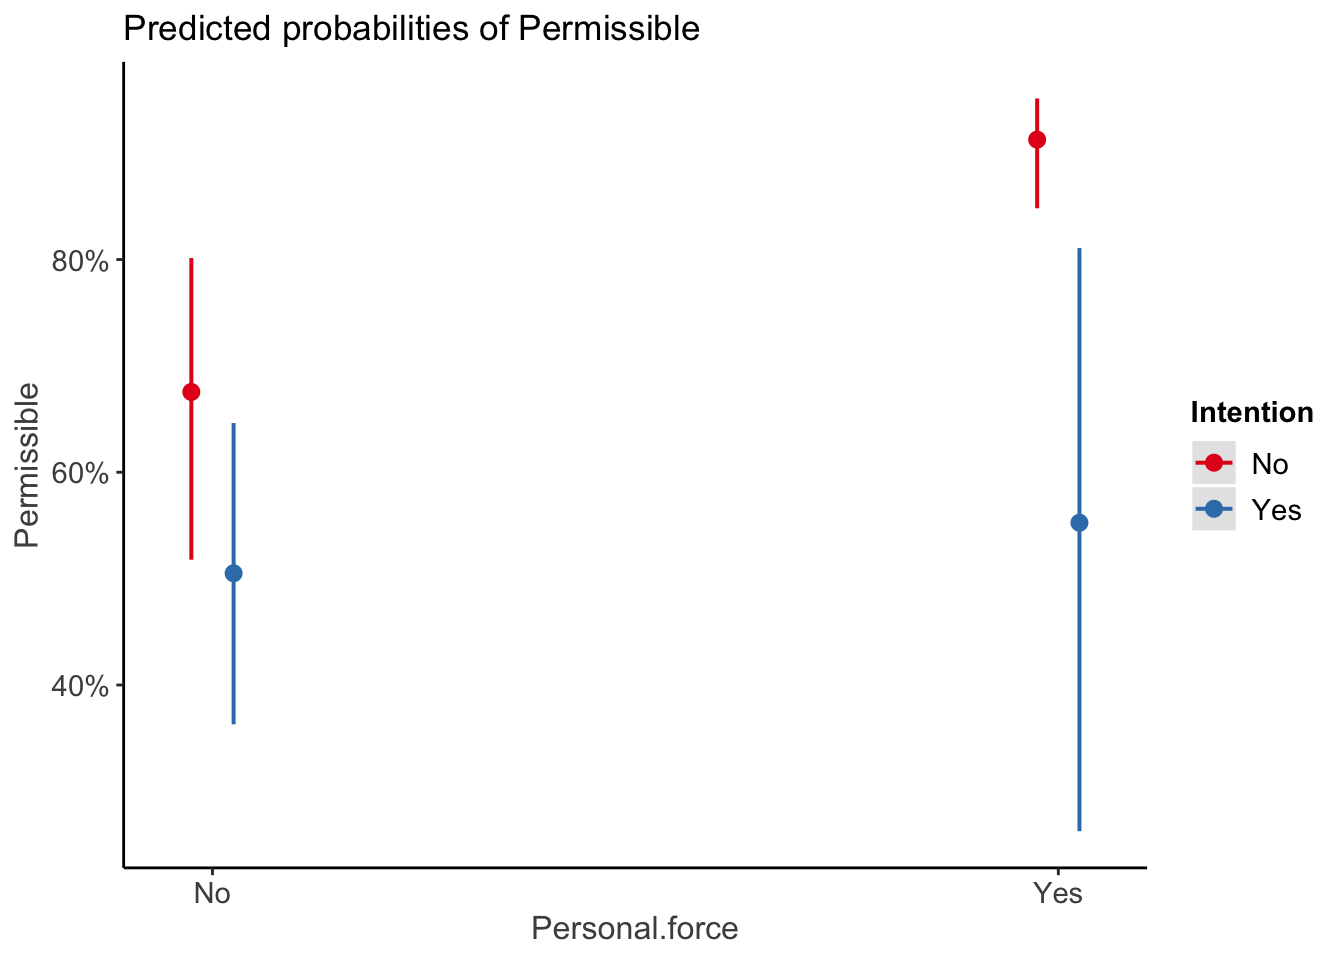 Predicted probabilities of Permissible
80%
60%
40%
Permissible
No
Yes
Personal.force
Intention
No
Yes